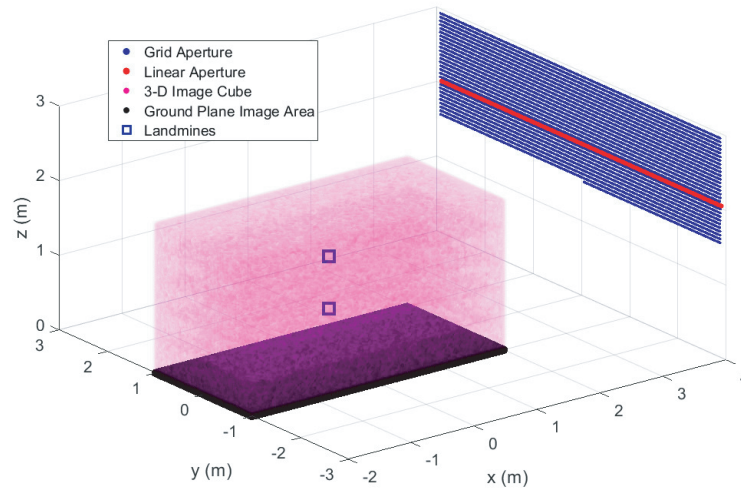 Grid Aperture
Linear Aperture
3-D Image Cube
Ground Plane Image Area
Landmines
3
2
1
0
z (m)
3
2
1
0
-1
-2
-3
y (m)
-2
-1
0
1
2
3
x (m)